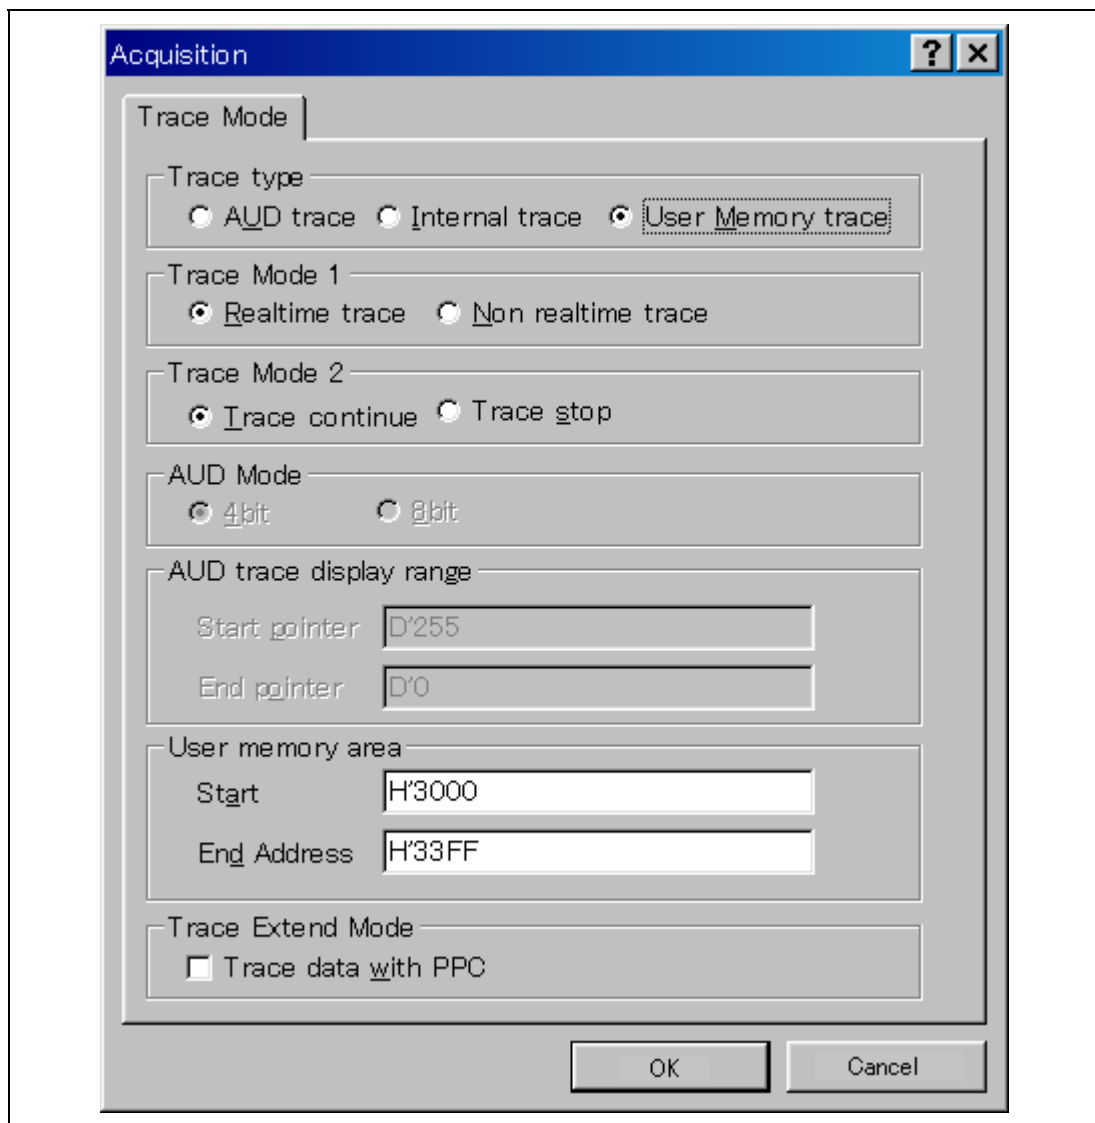 Acquisition
Trace Mode
Trace type
AUD trace Internal trace User Memory trace
Trace Mode 1
Realtime trace Non realtime trace
Trace Mode 2
Trace continue Trace stop
AUD Mode
4bit 8bit
AUD trace display range
Start pointer D'255
End pointer D'0
User memory area
Start H'3000
End Address H'33FF
Trace Extend Mode
Trace data with PPC
OK Cancel